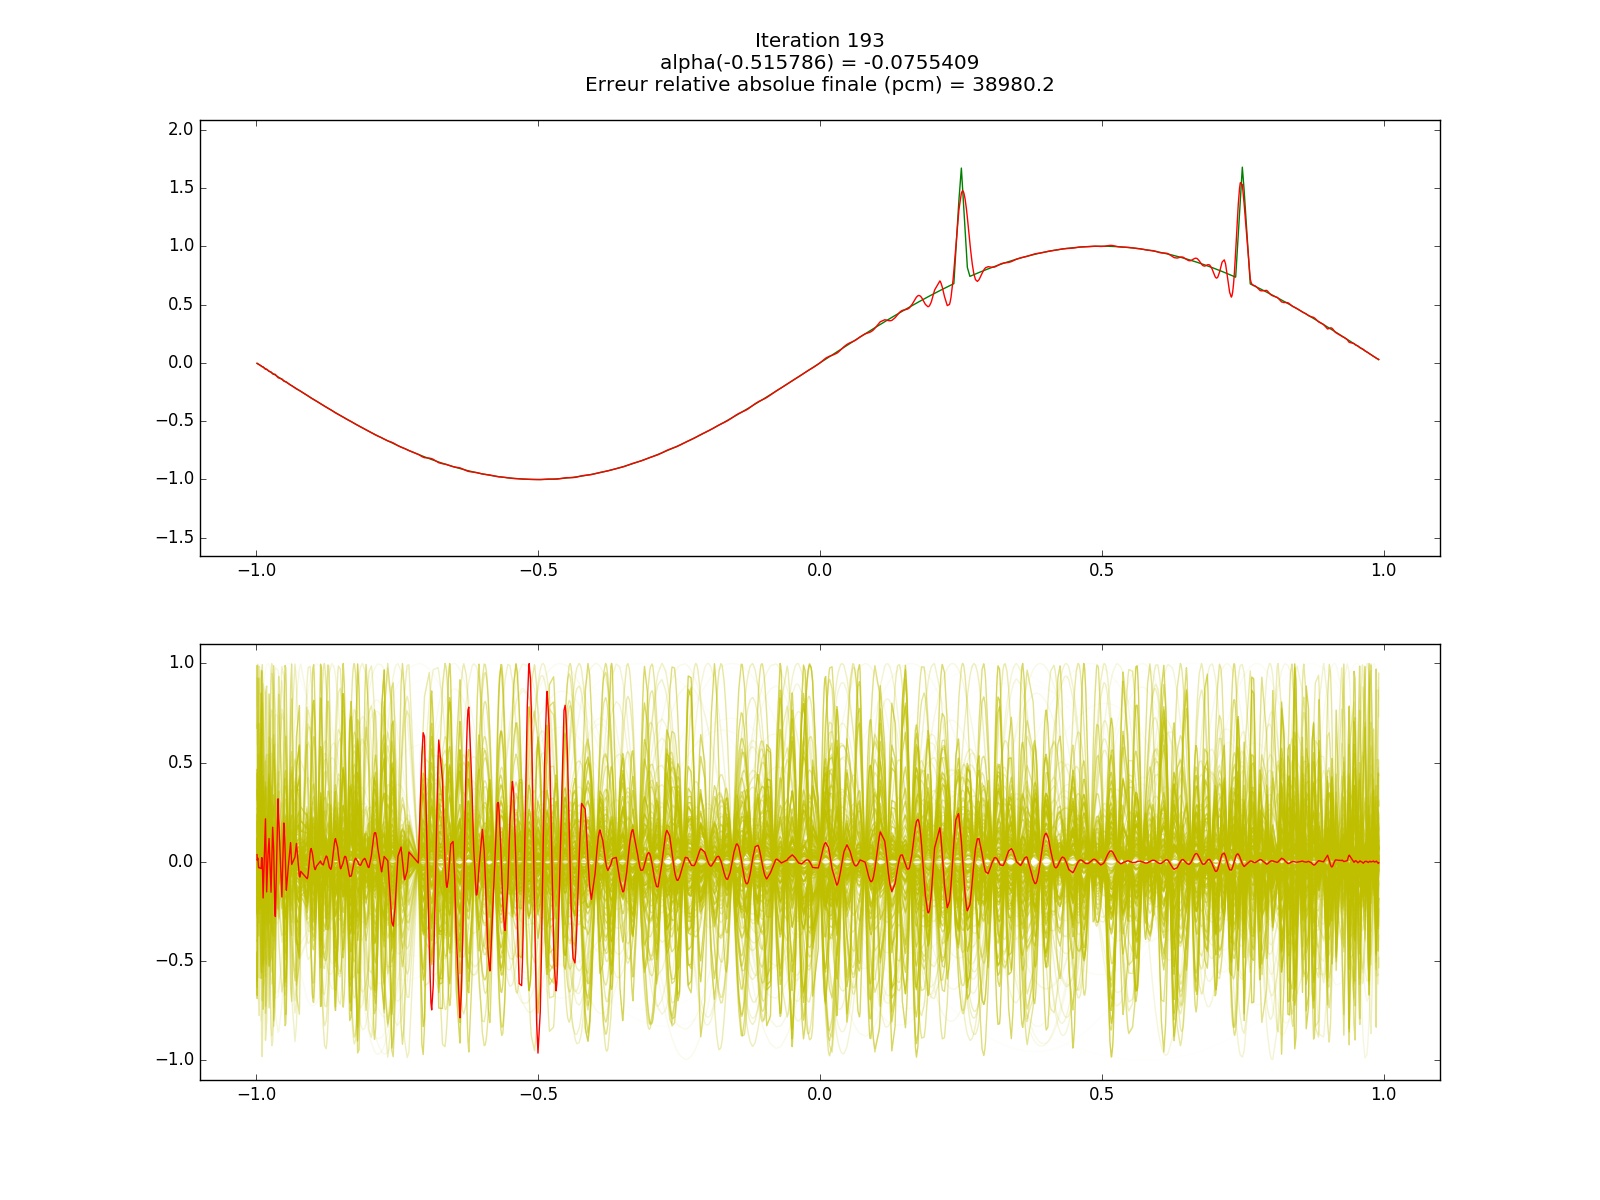 Iteration 193
alpha(-0.515786) = -0.0755409
Erreur relative absolue finale (pcm) = 38980.2
2.0
1.5
1.0
0.5
0.0
−0.5
−1.0
−1.5
−1.0 −0.5 0.0 0.5 1.0
1.0
0.5
0.0
−0.5
−1.0
−1.0 −0.5 0.0 0.5 1.0